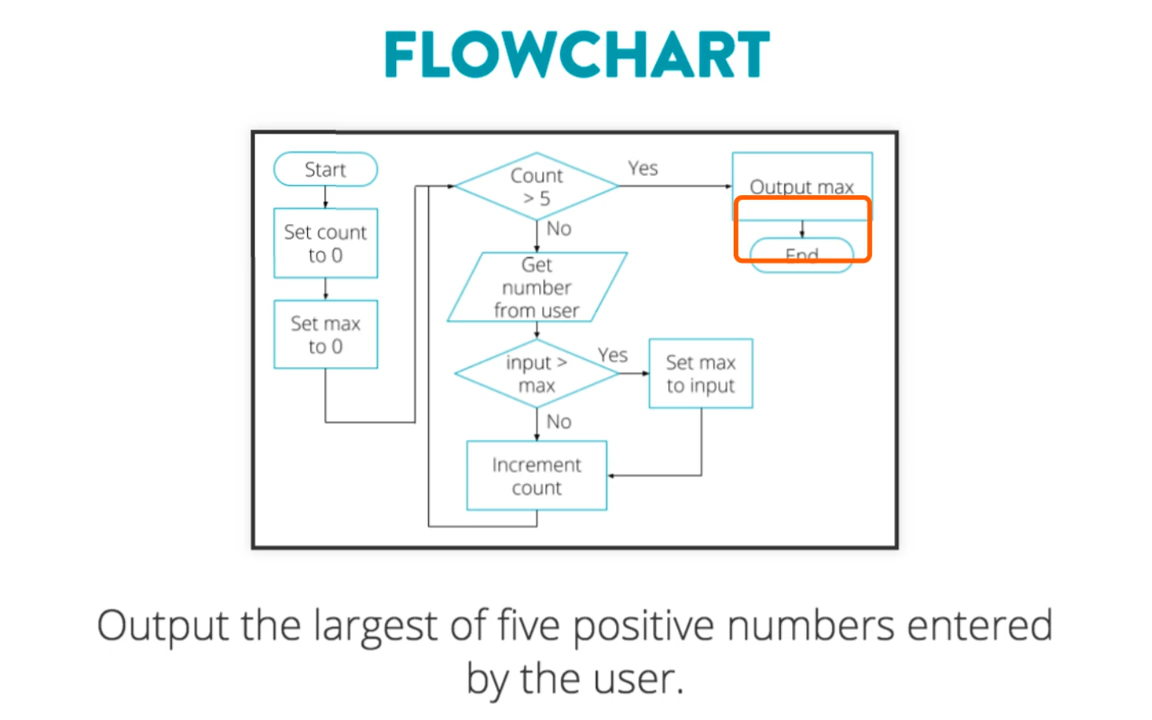 FLOWCHART
Start
Set count
to 0
Set max
to 0
Count
> 5
Yes
No
Get
number
from user
input >
max
Yes
No
Set max
to input
Increment
count
Output max
End
Output the largest of five positive numbers entered
by the user.